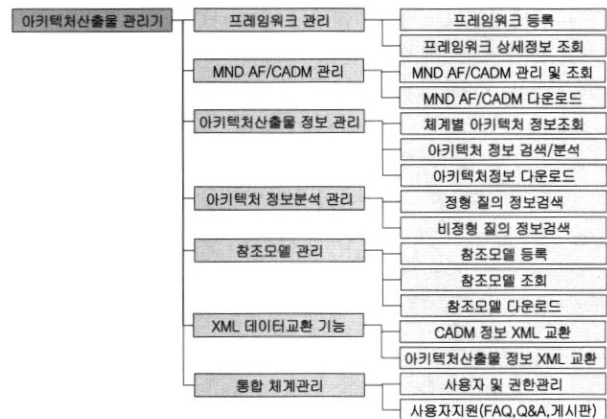 아키텍처산출물 관리기
프레임워크 관리
프레임워크 등록
프레임워크 상세정보 조회
MND AF/CADM 관리
MND AF/CADM 관리 및 조회
MND AF/CADM 다운로드
아키텍처산출물 정보 관리
체계별 아키텍처 정보조회
아키텍처 정보 검색/분석
아키텍처정보 다운로드
아키텍처 정보분석 관리
정형 질의 정보검색
비정형 질의 정보검색
참조모델 관리
참조모델 등록
참조모델 조회
참조모델 다운로드
XML 데이터교환 기능
CADM 정보 XML 교환
아키텍처산출물 정보 XML 교환
통합 체계관리
사용자 및 권한관리
사용자지원(FAQ,Q&A,게시판)